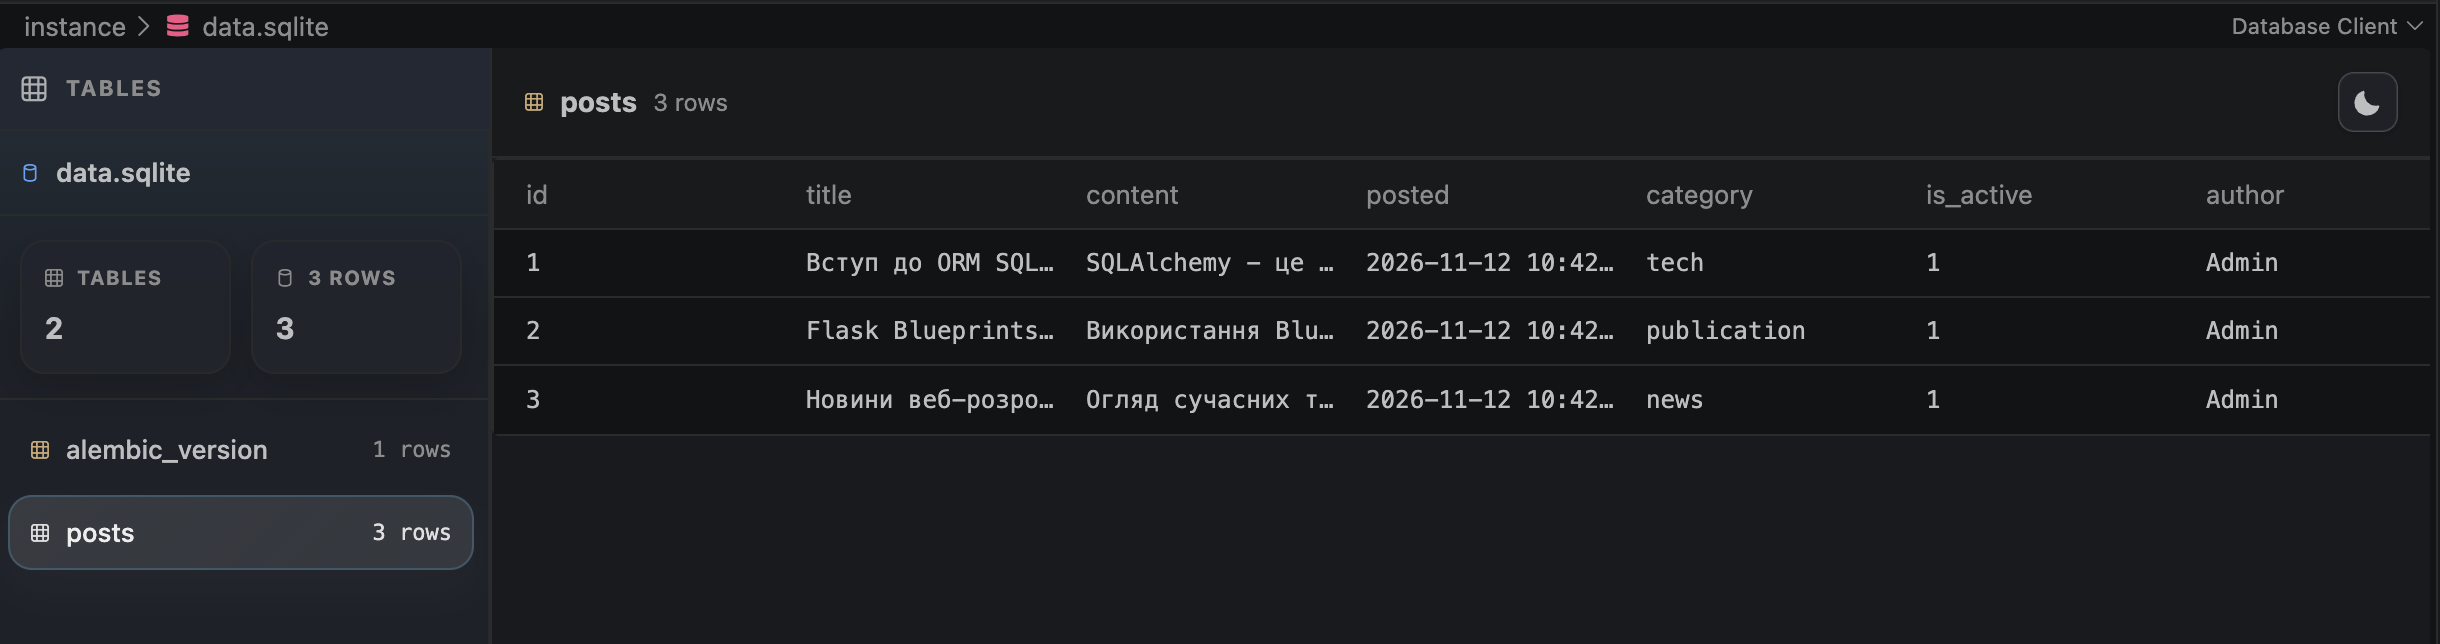 instance > data.sqlite
Database Client
TABLES
data.sqlite
TABLES
2
3 ROWS
3
alembic_version 1 rows
posts 3 rows
posts 3 rows
id title content posted category is_active author
1 Вступ до ORM SQL… SQLAlchemy – це … 2026–11–12 10:42… tech 1 Admin
2 Flask Blueprints… Використання Blu… 2026–11–12 10:42… publication 1 Admin
3 Новини веб–розро… Огляд сучасних т… 2026–11–12 10:42… news 1 Admin